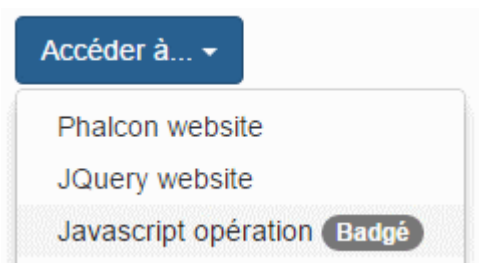 Accéder à...
Phalcon website
JQuery website
Javascript opération Badgé